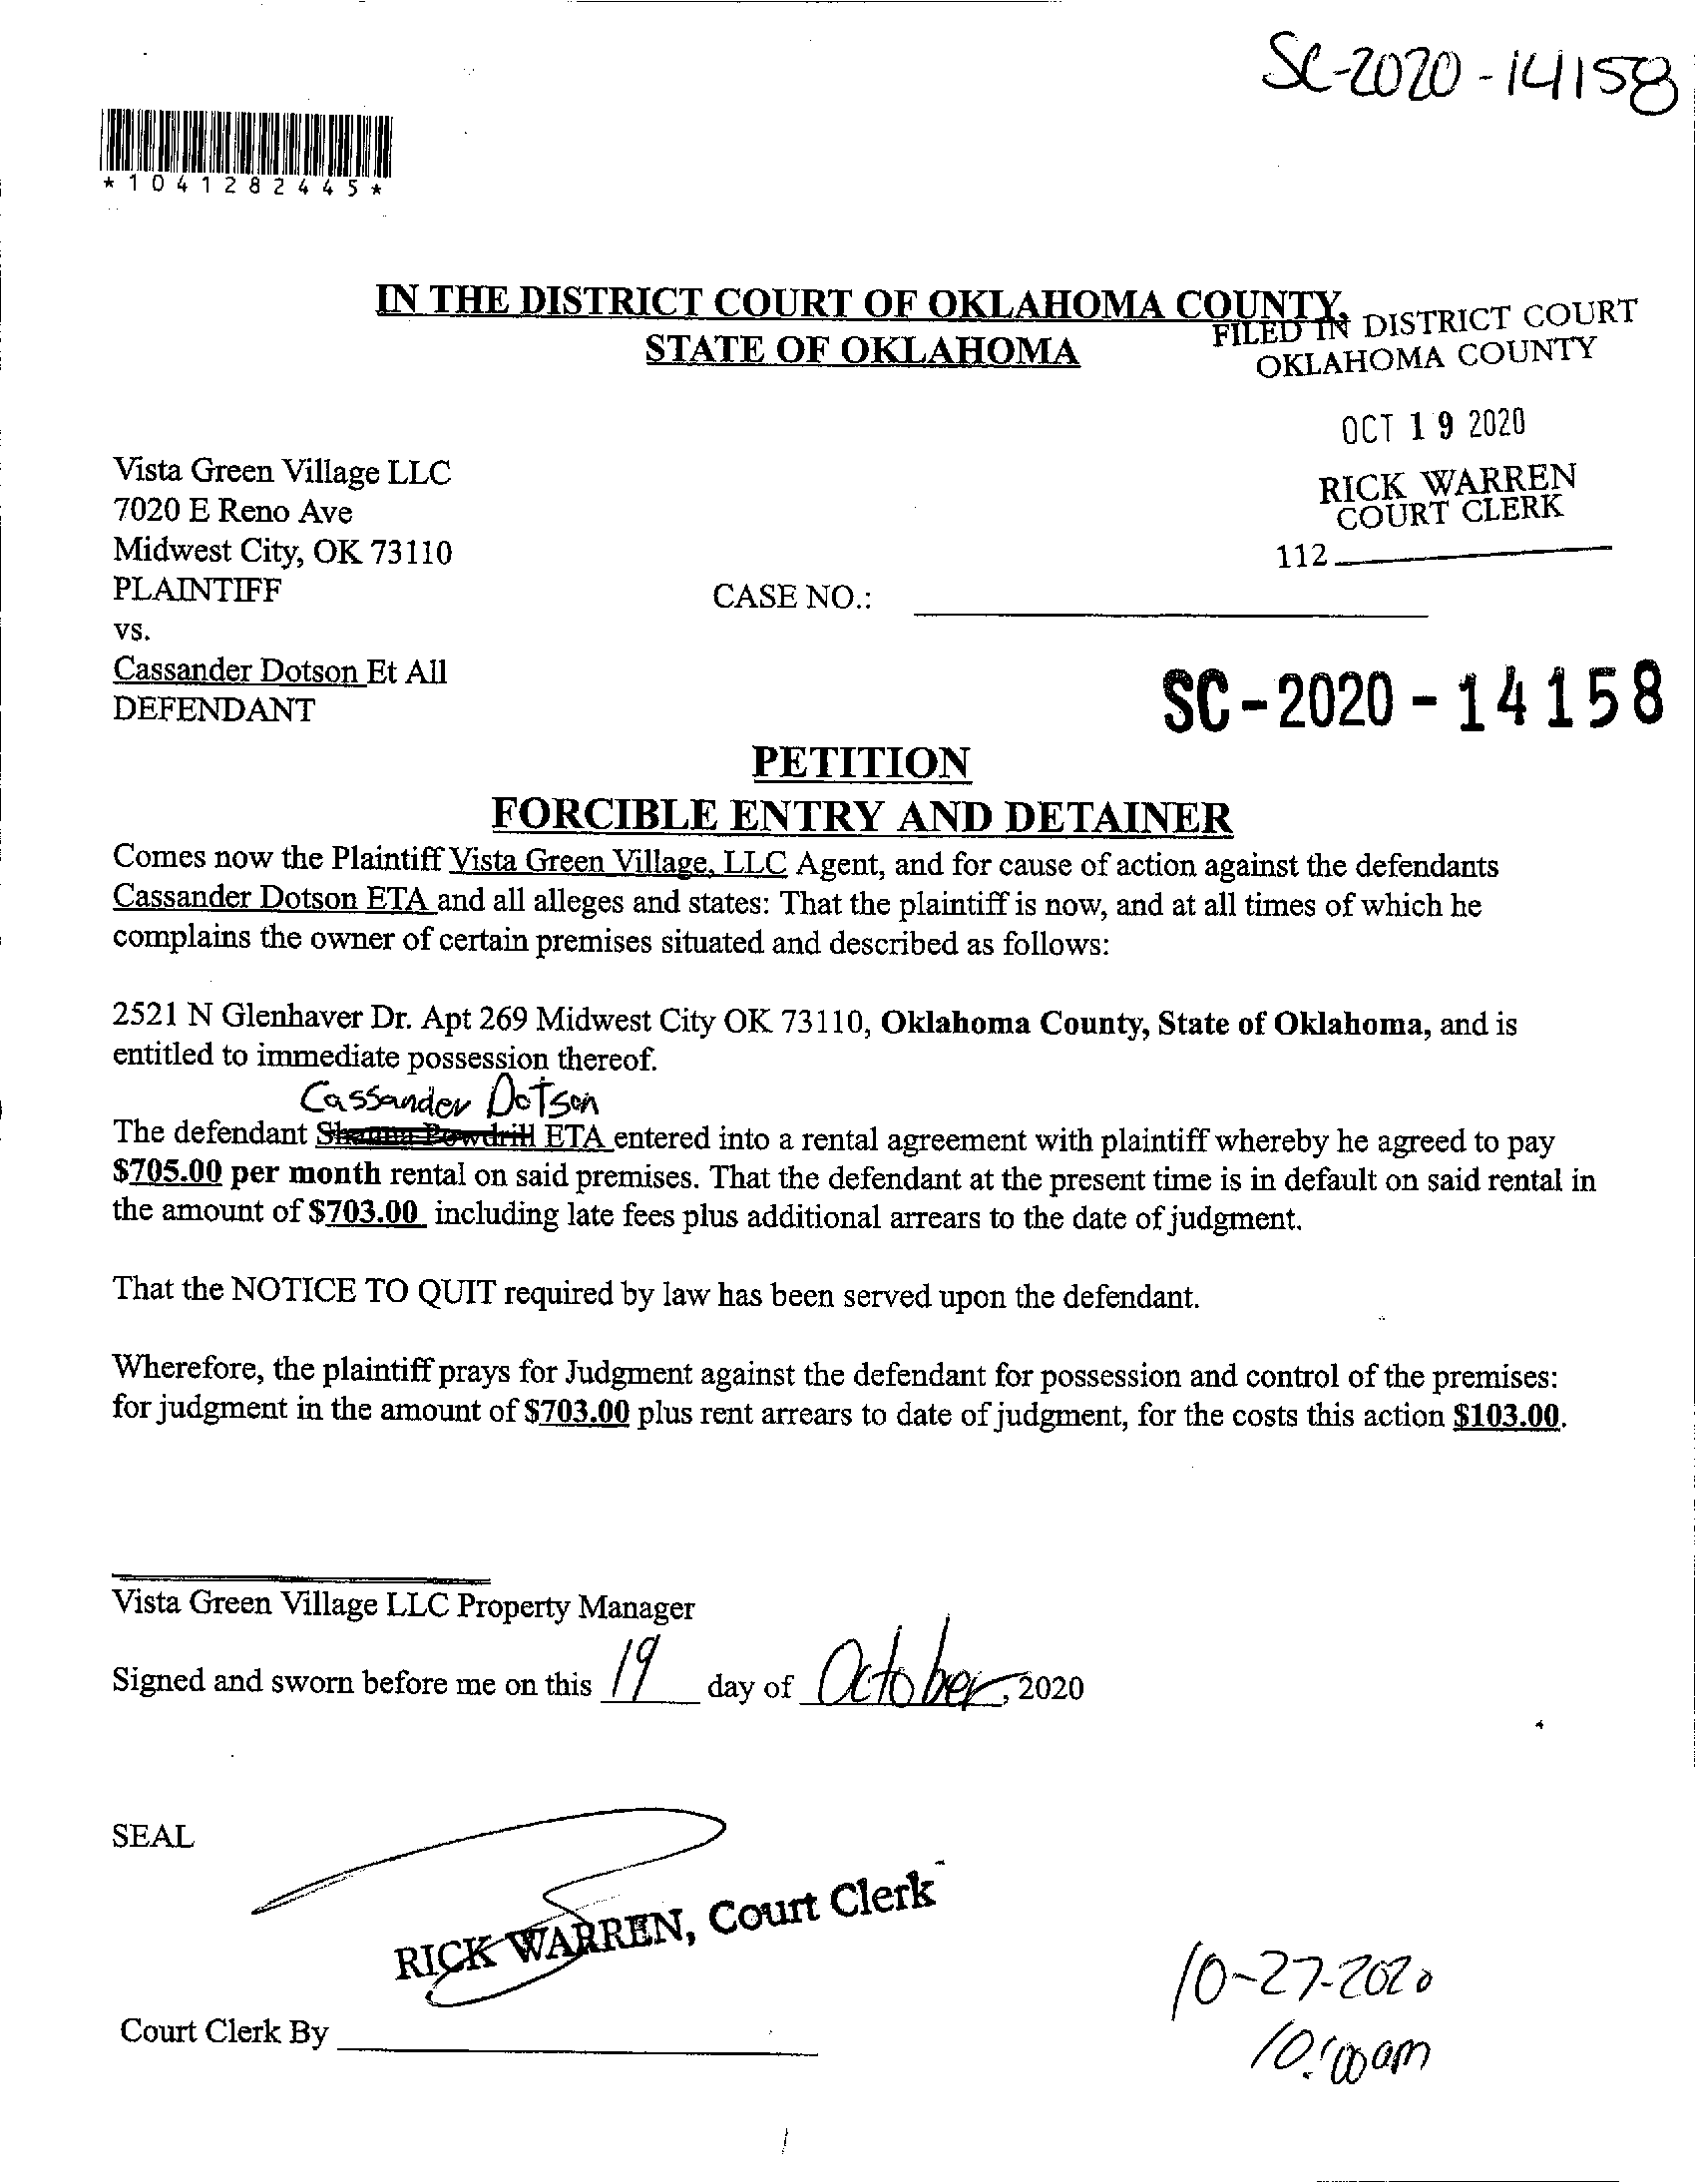 SC-2020-14158
*1041282445*
IN THE DISTRICT COURT OF OKLAHOMA COUNTY,
STATE OF OKLAHOMA
FILED IN DISTRICT COURT
OKLAHOMA COUNTY
OCT 19 2020
RICK WARREN
COURT CLERK
112
Vista Green Village LLC
7020 E Reno Ave
Midwest City, OK 73110
PLAINTIFF
CASE NO.:
vs.
Cassander Dotson Et All
DEFENDANT
SC-2020-14158
PETITION
FORCIBLE ENTRY AND DETAINER
Comes now the Plaintiff Vista Green Village, LLC Agent, and for cause of action against the defendants
Cassander Dotson ETA and all alleges and states: That the plaintiff is now, and at all times of which he
complains the owner of certain premises situated and described as follows:
2521 N Glenhaver Dr. Apt 269 Midwest City OK 73110, Oklahoma County, State of Oklahoma, and is
entitled to immediate possession thereof.
Cassander Dotson
The defendant Powdrill ETA entered into a rental agreement with plaintiff whereby he agreed to pay
$705.00 per month rental on said premises. That the defendant at the present time is in default on said rental in
the amount of $703.00 including late fees plus additional arrears to the date of judgment.
That the NOTICE TO QUIT required by law has been served upon the defendant.
Wherefore, the plaintiff prays for Judgment against the defendant for possession and control of the premises:
for judgment in the amount of $703.00 plus rent arrears to date of judgment, for the costs this action $103.00.
Vista Green Village LLC Property Manager
Signed and sworn before me on this 19 day of October, 2020
SEAL
RICK WARREN, Court Clerk
Court Clerk By
10-27-2020
10:00am